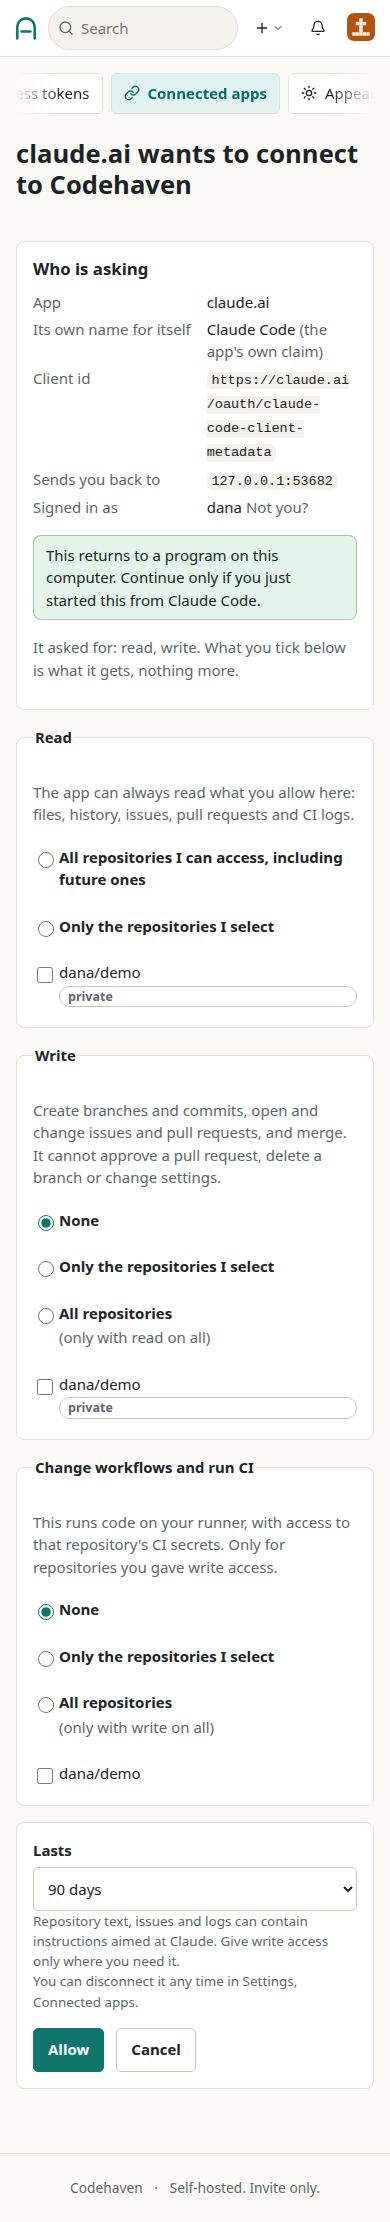 Search
ess tokens
Connected apps
Appea
claude.ai wants to connect
to Codehaven
Who is asking
App
claude.ai
Its own name for itself
Claude Code (the
app's own claim)
Client id
https://claude.ai
/oauth/claude-
code-client-
metadata
Sends you back to
127.0.0.1:53682
Signed in as
dana Not you?
This returns to a program on this
computer. Continue only if you just
started this from Claude Code.
It asked for: read, write. What you tick below
is what it gets, nothing more.
Read
The app can always read what you allow here:
files, history, issues, pull requests and CI logs.
All repositories I can access, including
future ones
Only the repositories I select
dana/demo
private
Write
Create branches and commits, open and
change issues and pull requests, and merge.
It cannot approve a pull request, delete a
branch or change settings.
None
Only the repositories I select
All repositories
(only with read on all)
dana/demo
private
Change workflows and run CI
This runs code on your runner, with access to
that repository's CI secrets. Only for
repositories you gave write access.
None
Only the repositories I select
All repositories
(only with write on all)
dana/demo
Lasts
90 days
Repository text, issues and logs can contain
instructions aimed at Claude. Give write access
only where you need it.
You can disconnect it any time in Settings,
Connected apps.
Allow
Cancel
Codehaven · Self-hosted. Invite only.